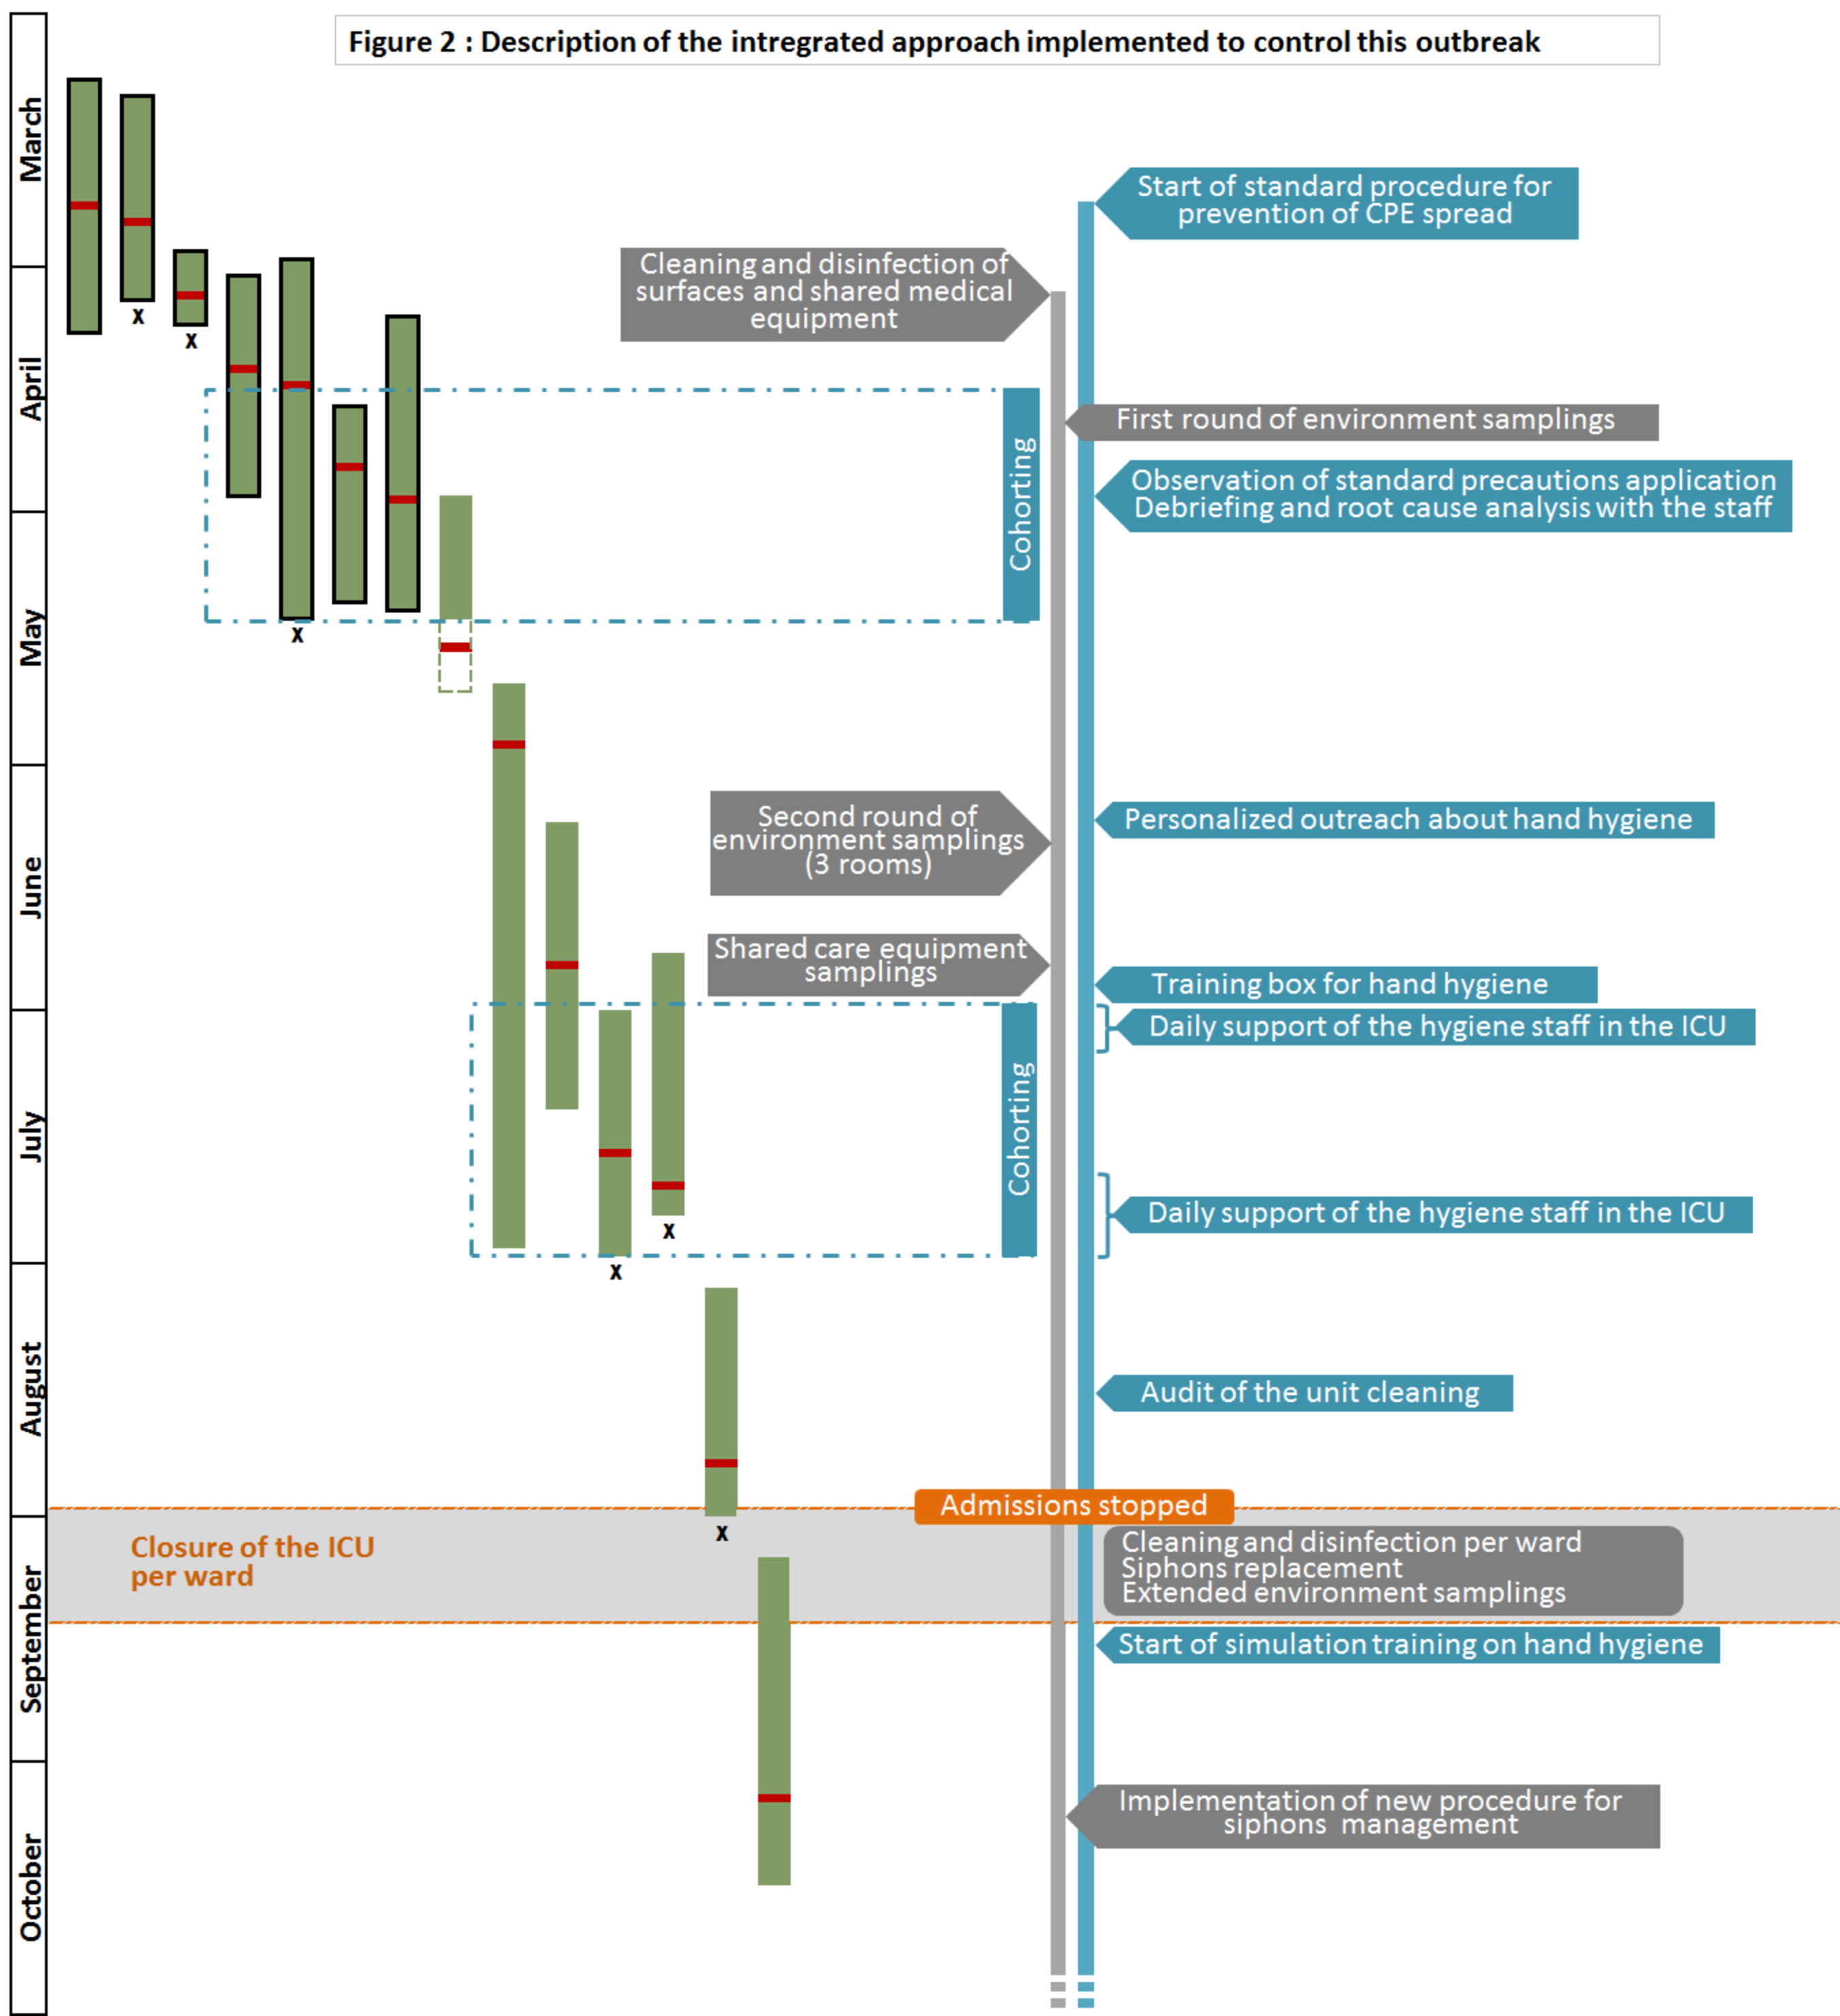 Figure 2 : Description of the intregrated approach implemented to control this outbreak
March
April
May
June
July
August
September
October
x
x
x
x
x
x
Start of standard procedure for
prevention of CPE spread
Cleaning and disinfection of
surfaces and shared medical
equipment
Cohorting
First round of environment samplings
Observation of standard precautions application
Debriefing and root cause analysis with the staff
Second round of
environment samplings
(3 rooms)
Personalized outreach about hand hygiene
Shared care equipment
samplings
Training box for hand hygiene
Daily support of the hygiene staff in the ICU
Cohorting
Daily support of the hygiene staff in the ICU
Audit of the unit cleaning
Admissions stopped
Closure of the ICU
per ward
Cleaning and disinfection per ward
Siphons replacement
Extended environment samplings
Start of simulation training on hand hygiene
Implementation of new procedure for
siphons management